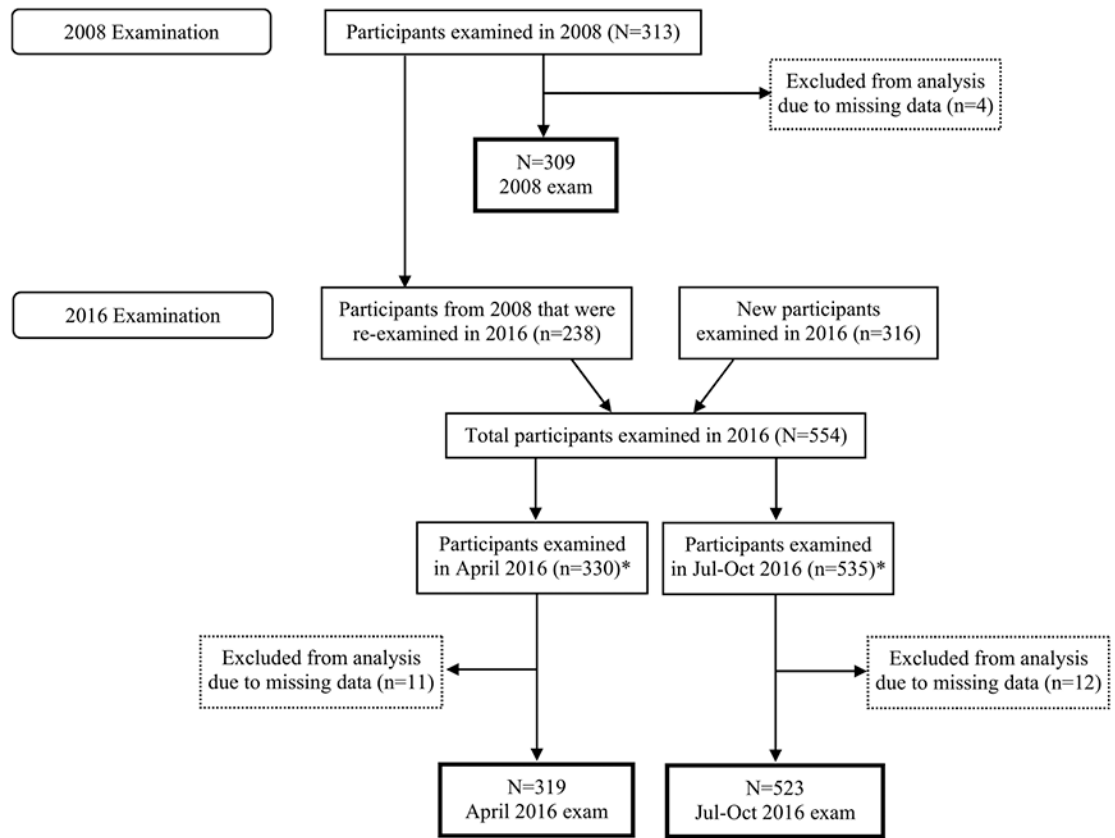 2008 Examination
Participants examined in 2008 (N=313)
Excluded from analysis
due to missing data (n=4)
N=309
2008 exam
2016 Examination
Participants from 2008 that were
re-examined in 2016 (n=238)
New participants
examined in 2016 (n=316)
Total participants examined in 2016 (N=554)
Participants examined
in April 2016 (n=330)*
Participants examined
in Jul-Oct 2016 (n=535)*
Excluded from analysis
due to missing data (n=11)
Excluded from analysis
due to missing data (n=12)
N=319
April 2016 exam
N=523
Jul-Oct 2016 exam